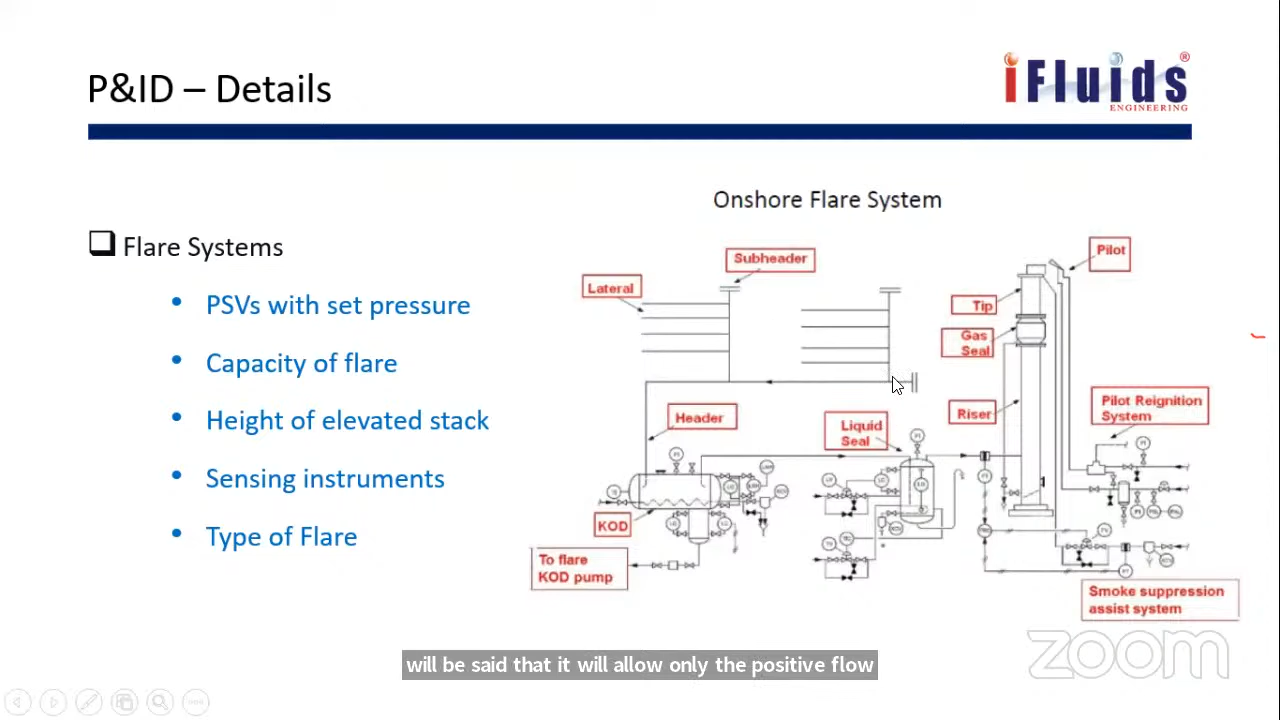 P&ID – Details
iFluids®
ENGINEERING
Onshore Flare System
Flare Systems
• PSVs with set pressure
• Capacity of flare
• Height of elevated stack
• Sensing instruments
• Type of Flare
Subheader
Lateral
Pilot
Tip
Gas
Seal
Header
Liquid
Seal
Riser
Pilot Reignition
System
KOD
To flare
KOD pump
Smoke suppression
assist system
will be said that it will allow only the positive flow
zoom